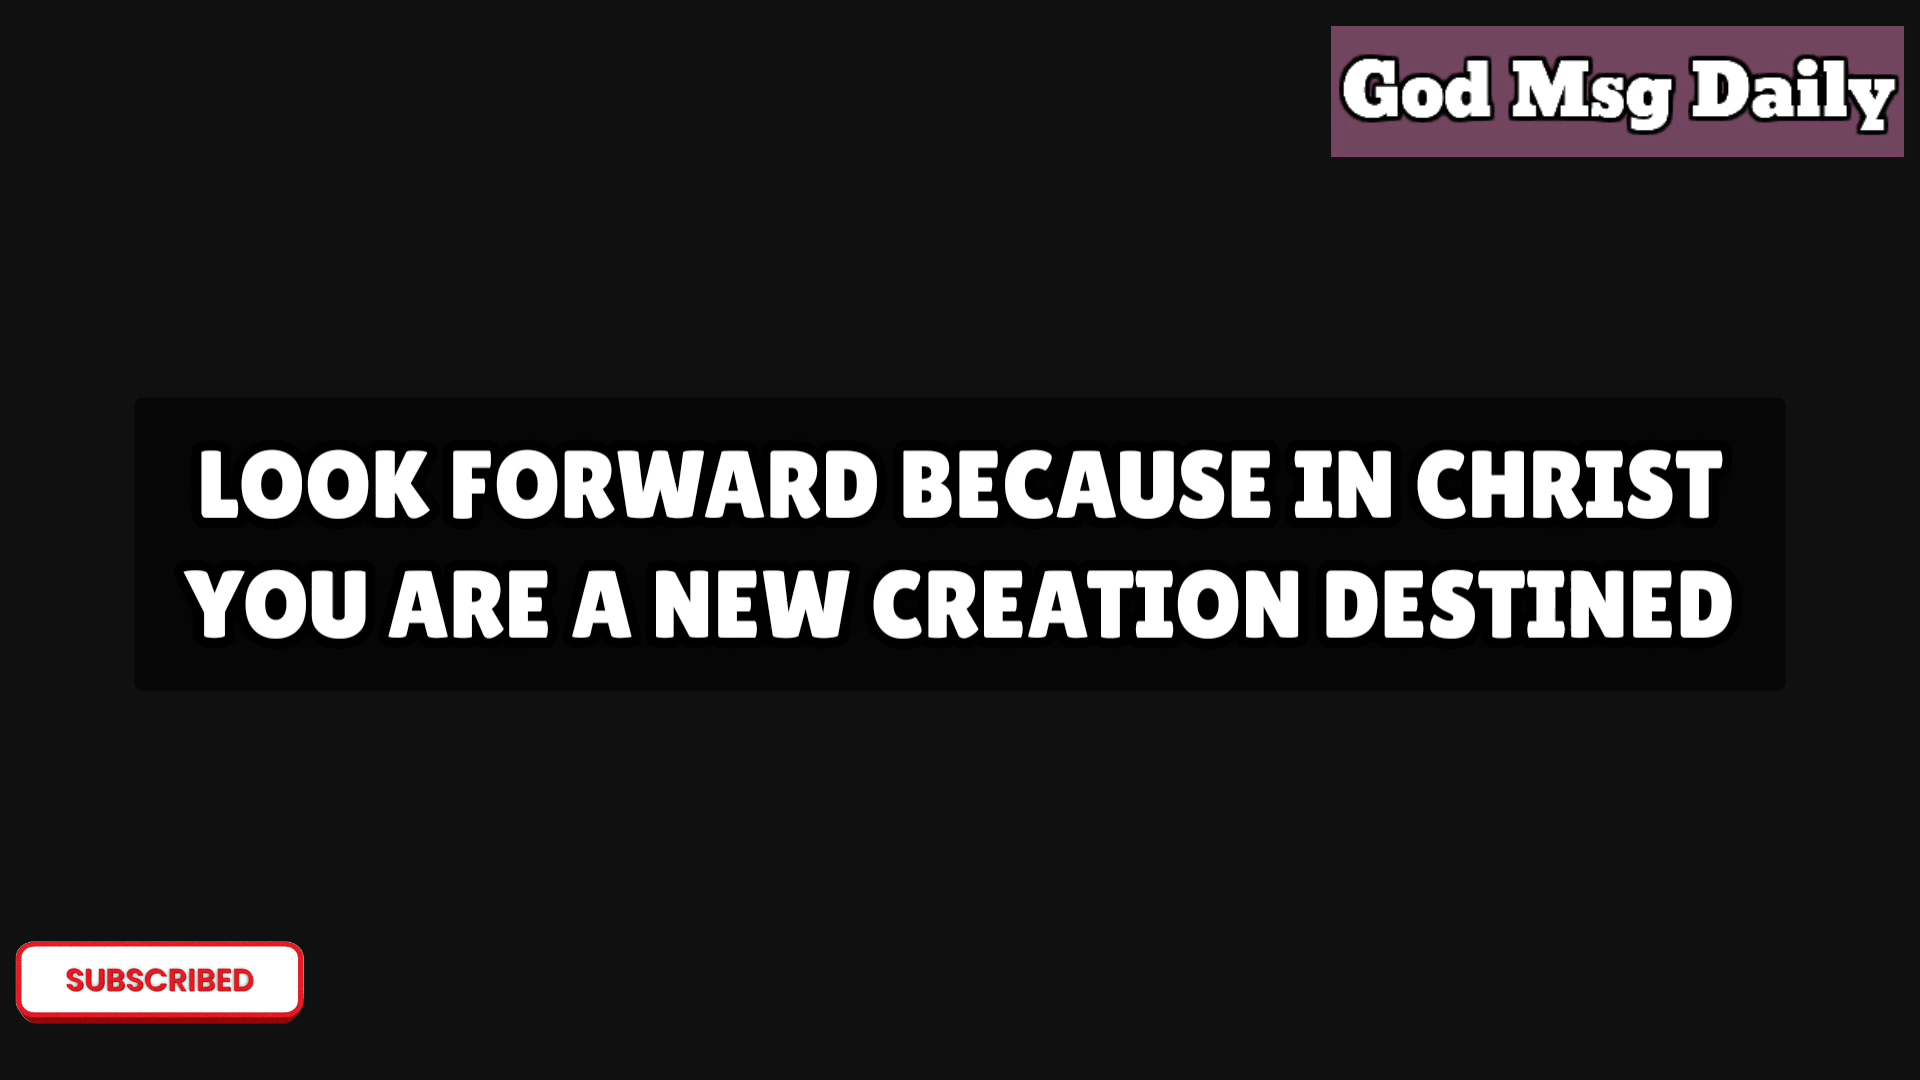 God Msg Daily
LOOK FORWARD BECAUSE IN CHRIST
YOU ARE A NEW CREATION DESTINED
SUBSCRIBED